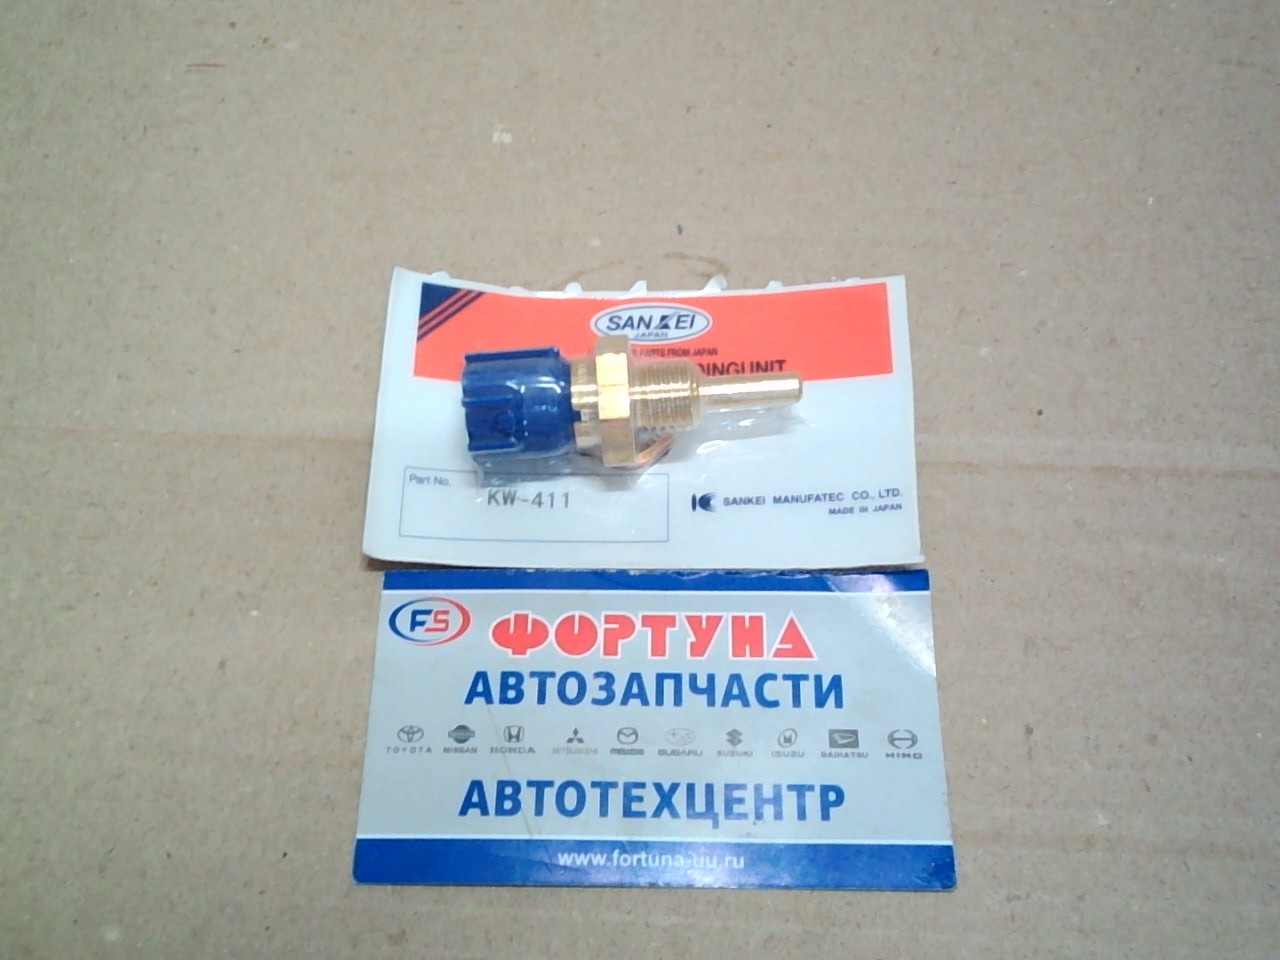 SANKEI
JAPAN
PARTS FROM JAPAN
Part No.
KW-411
SANKEI MANUFATEC CO., LTD.
MADE IN JAPAN
FS ФОРТУНА
АВТОЗАПЧАСТИ
TOYOTA NISSAN HONDA MITSUBISHI mazda SUBARU SUZUKI ISUZU DAIHATSU HINO
АВТОТЕХЦЕНТР
www.fortuna-uu.ru